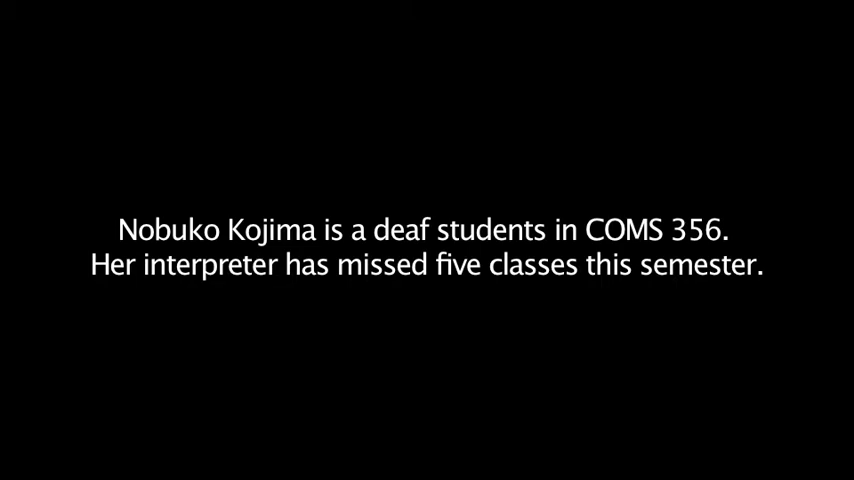 Nobuko Kojima is a deaf students in COMS 356.
Her interpreter has missed five classes this semester.